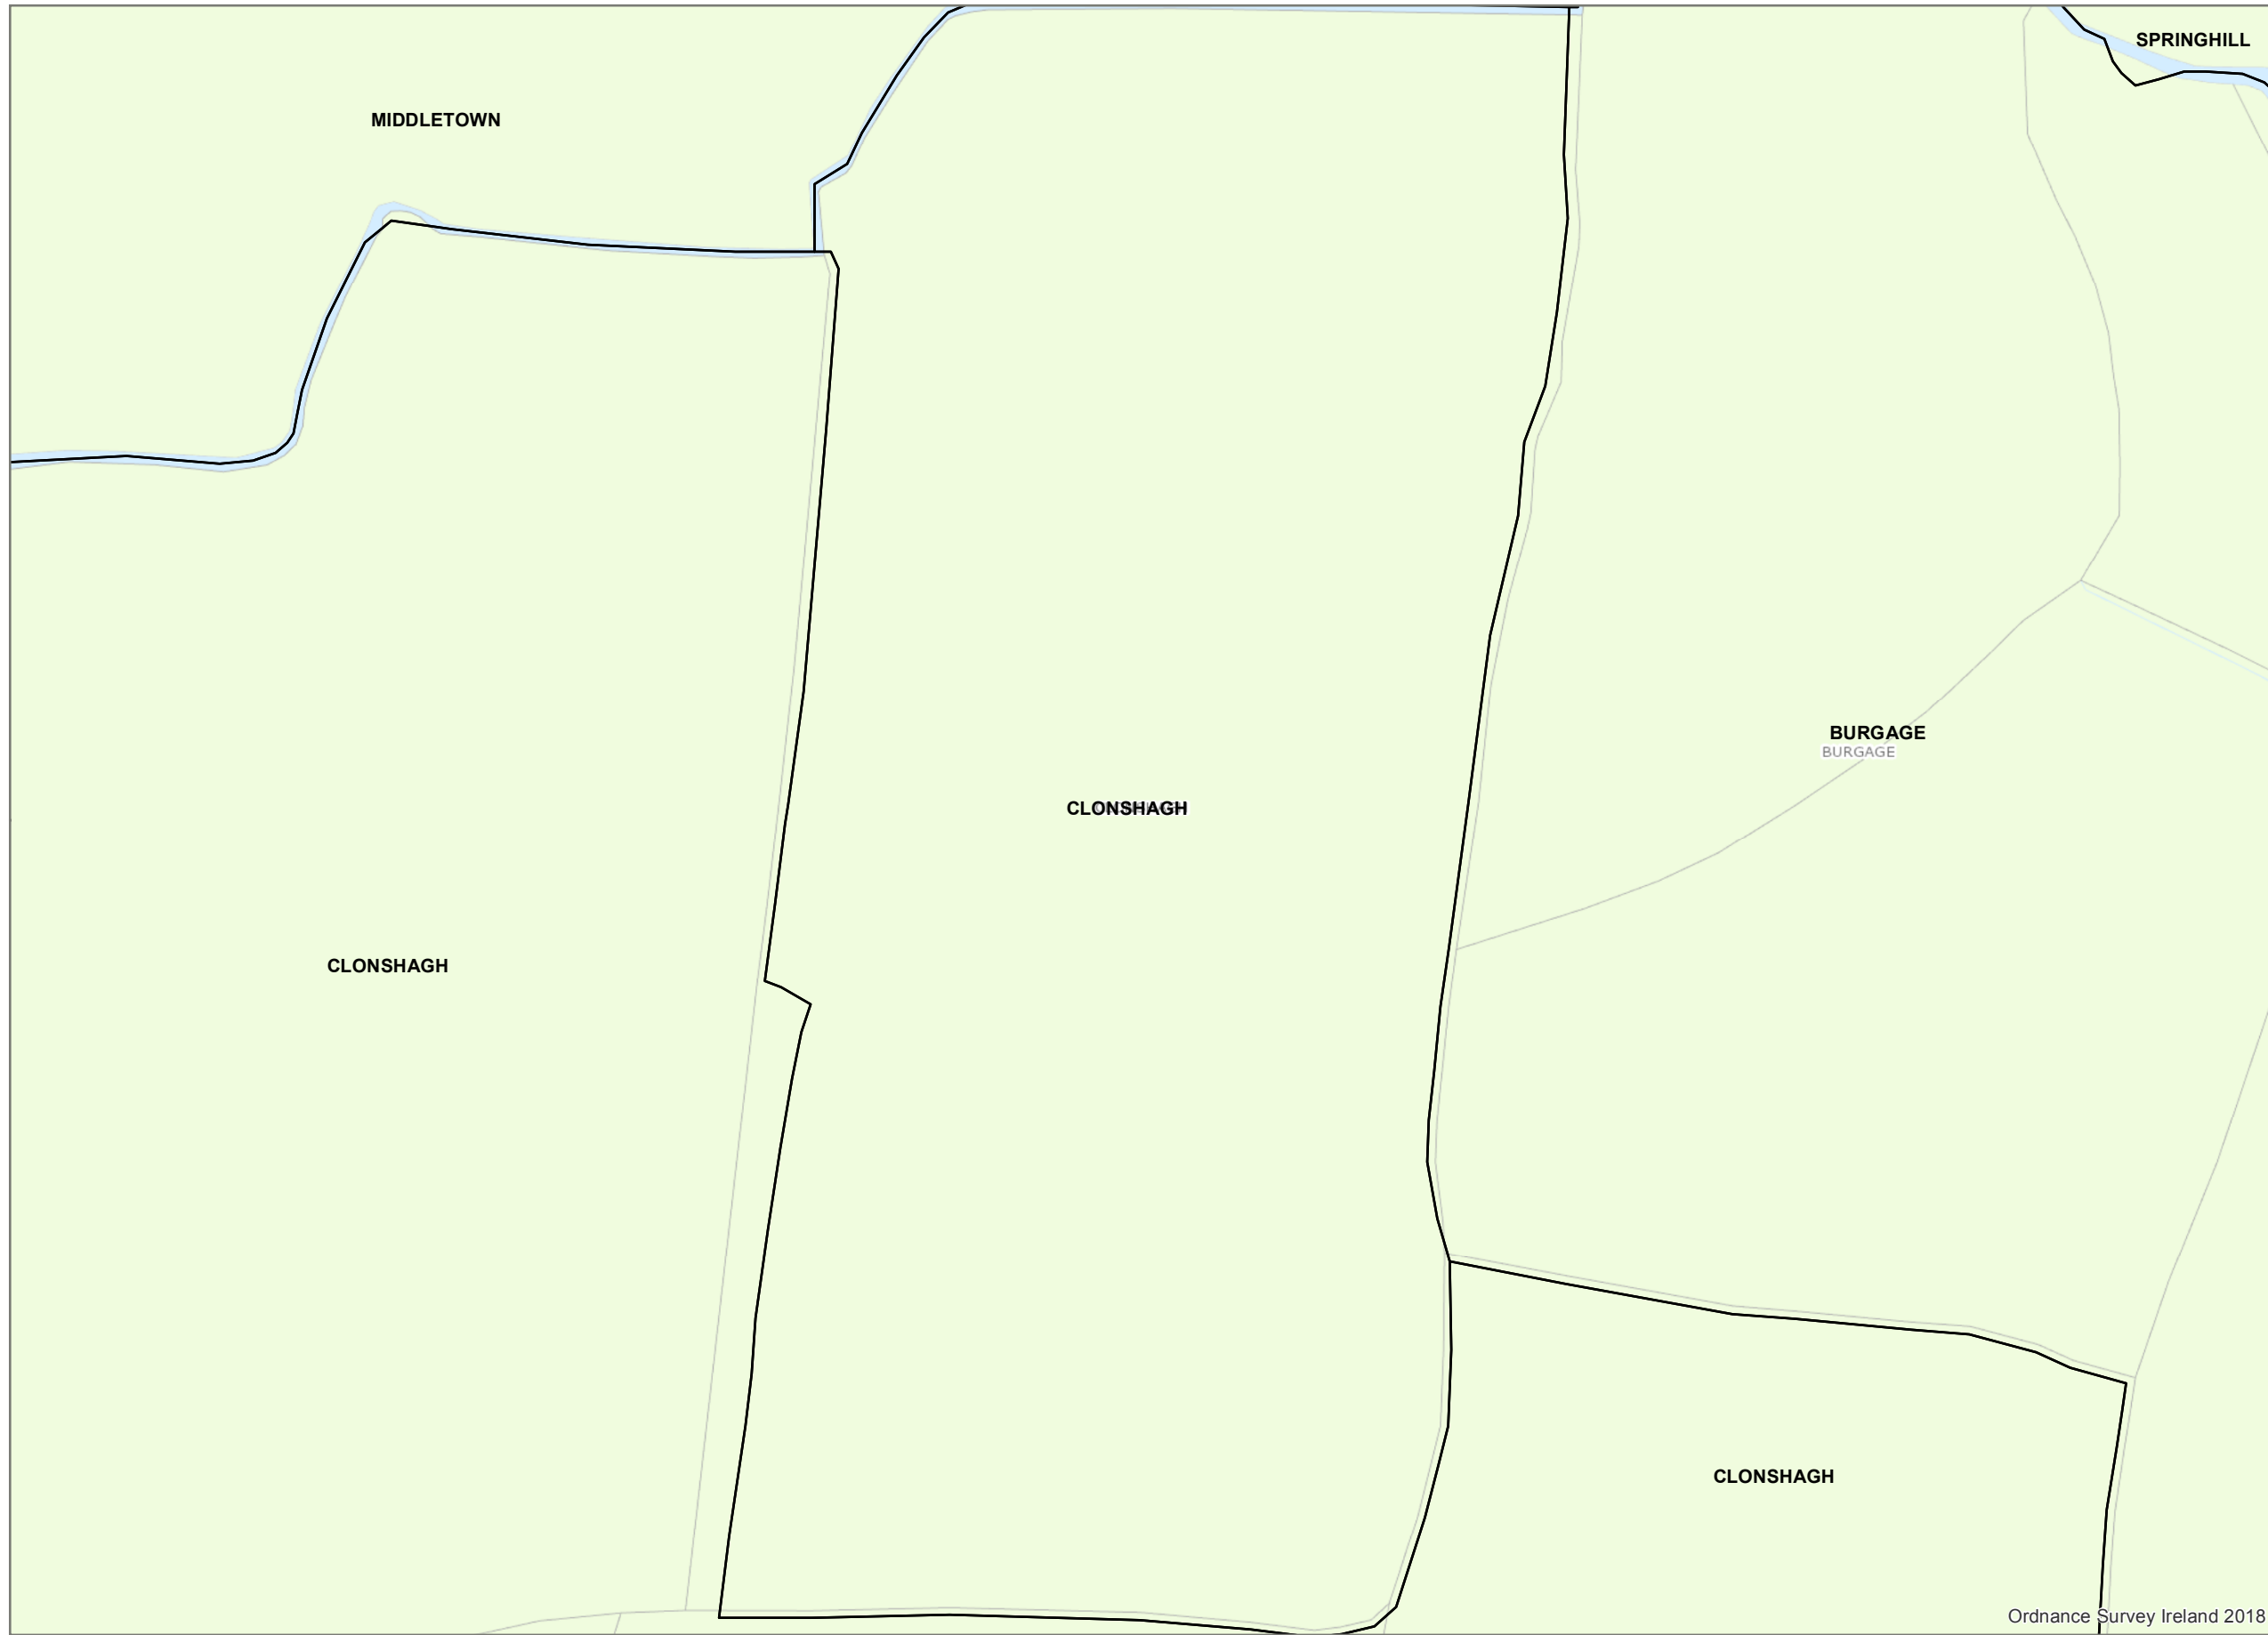 SPRINGHILL
MIDDLETOWN
BURGAGE
BURGAGE
CLONSHAGH
CLONSHAGH
CLONSHAGH
Ordnance Survey Ireland 2018